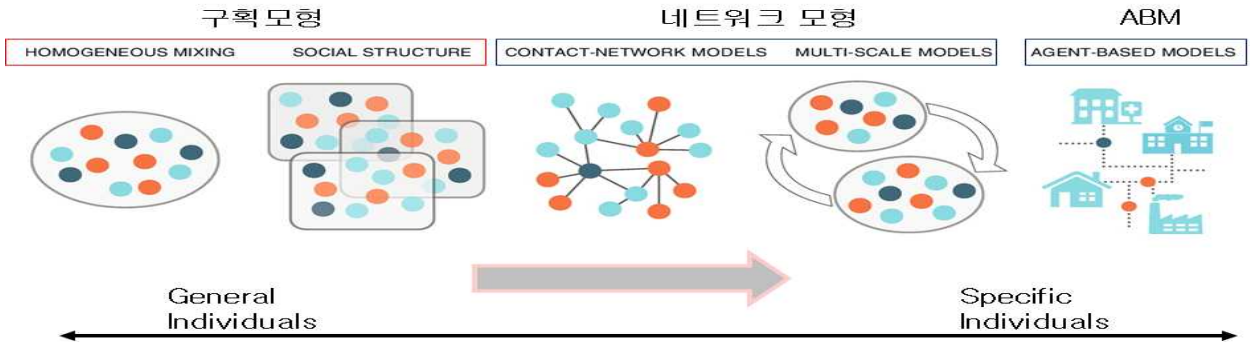 구획모형
네트워크 모형
ABM
HOMOGENEOUS MIXING
SOCIAL STRUCTURE
CONTACT-NETWORK MODELS
MULTI-SCALE MODELS
AGENT-BASED MODELS
General
Individuals
Specific
Individuals